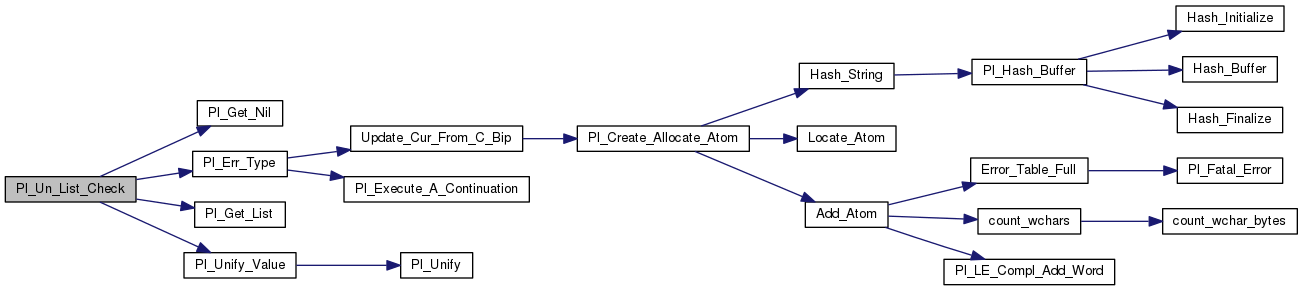 Pl_Un_List_Check
Pl_Get_Nil
Pl_Err_Type
Pl_Get_List
Pl_Unify_Value
Update_Cur_From_C_Bip
Pl_Execute_A_Continuation
Pl_Unify
Pl_Create_Allocate_Atom
Hash_String
Locate_Atom
Add_Atom
Pl_Hash_Buffer
Error_Table_Full
count_wchars
Pl_LE_Compl_Add_Word
Hash_Initialize
Hash_Buffer
Hash_Finalize
Pl_Fatal_Error
count_wchar_bytes